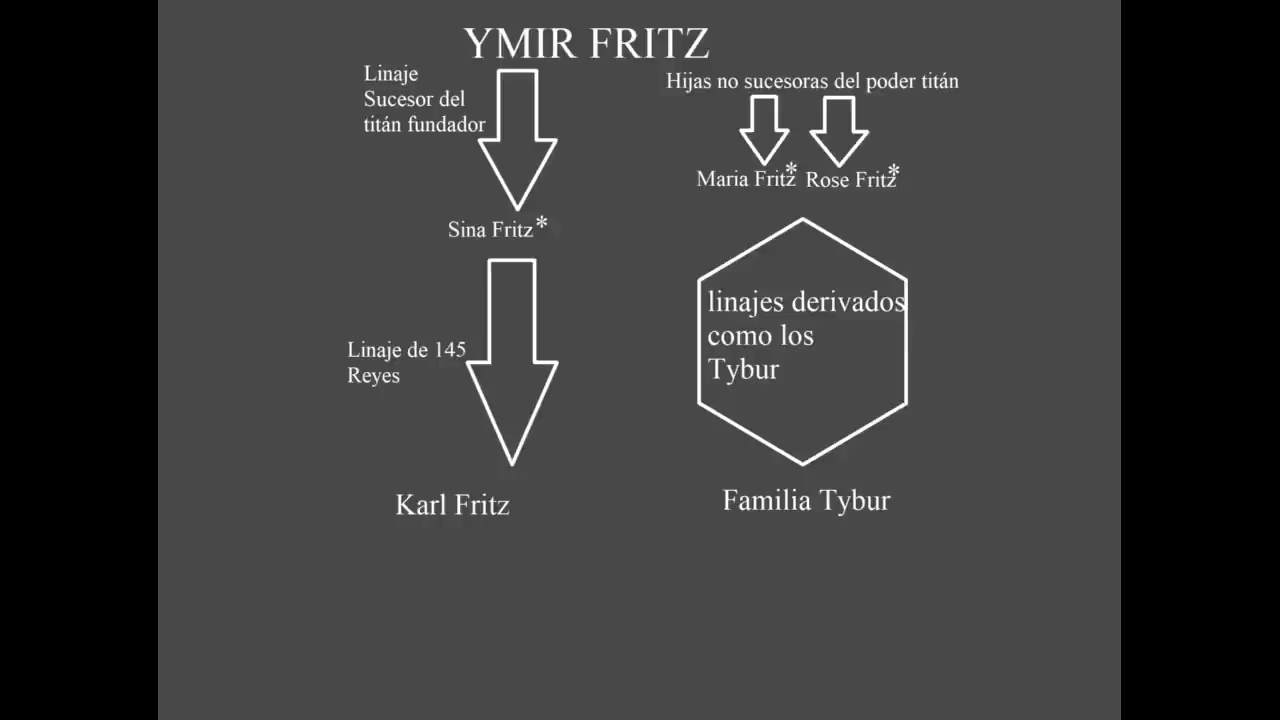 YMIR FRITZ
Linaje
Sucesor del
titán fundador
Hijas no sucesoras del poder titán
Maria Fritz* Rose Fritz*
Sina Fritz*
linajes derivados
como los
Tybur
Linaje de 145
Reyes
Karl Fritz
Familia Tybur